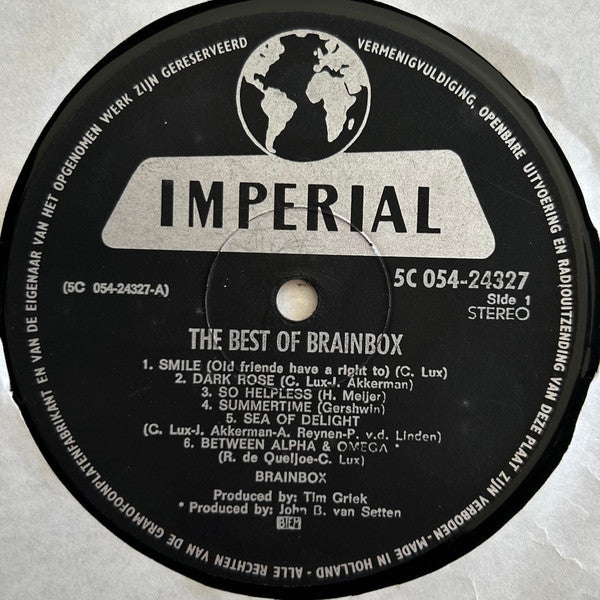 ALLE RECHTEN VAN DE GRAMOFOONPLATENFABRIKANT EN VAN DE EIGENAAR VAN HET OPGENOMEN WERK ZIJN GERESERVEERD
VERMENIGVULDIGING, OPENBARE UITVOERING EN RADIOUITZENDING VAN DEZE PLAAT ZIJN VERBODEN - MADE IN HOLLAND -
IMPERIAL
5C 054-24327
(5C 054-24327-A)
Side 1
STEREO
THE BEST OF BRAINBOX
1. SMILE (Old friends have a right to) (C. Lux)
2. DARK ROSE (C. Lux-J. Akkerman)
3. SO HELPLESS (H. Meijer)
4. SUMMERTIME (Gershwin)
5. SEA OF DELIGHT
(C. Lux-J. Akkerman-A. Reynen-P. v.d. Linden)
6. BETWEEN ALPHA & OMEGA *
(R. de Queljoe-C. Lux)
BRAINBOX
Produced by: Tim Griek
* Produced by: John B. van Setten
BIEM